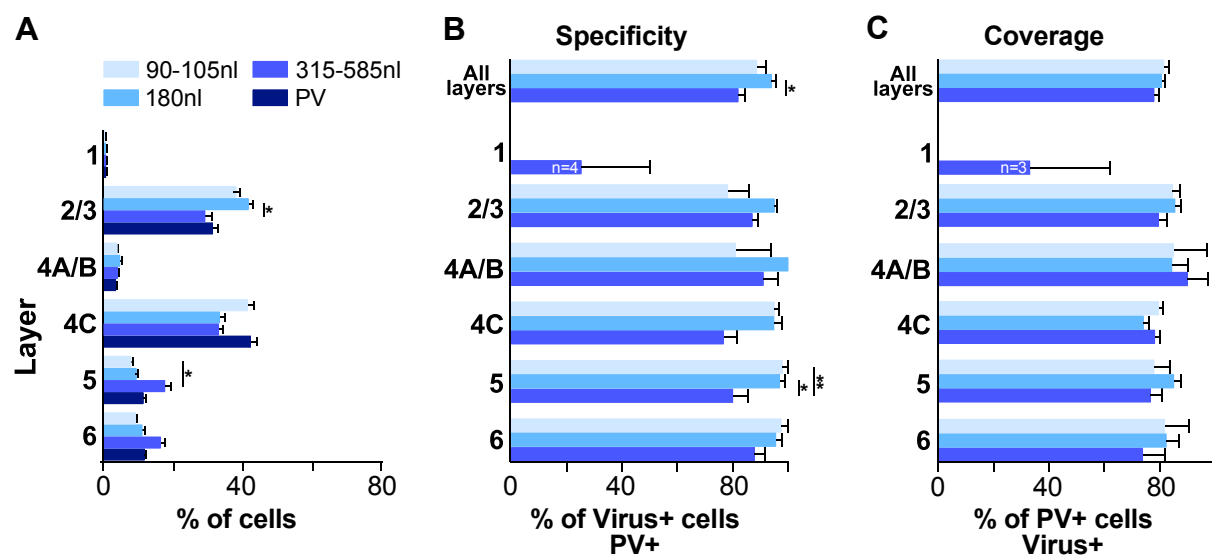 A
90-105nl
315-585nl
180nl
PV
Layer
1
2/3
4A/B
4C
5
6
*
*
0
40
80
% of cells
B
Specificity
All
layers
1
2/3
4A/B
4C
5
6
n=4
*
*
**
0
40
80
% of Virus+ cells
PV+
C
Coverage
All
layers
1
2/3
4A/B
4C
5
6
n=3
0
40
80
% of PV+ cells
Virus+